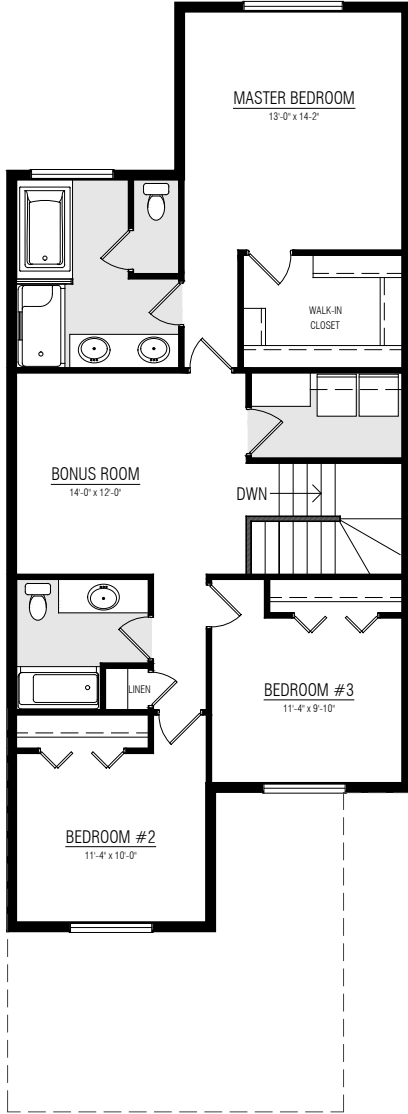 MASTER BEDROOM
13'-0" x 14'-2"
WALK-IN
CLOSET
BONUS ROOM
14'-0" x 12'-0"
DWN
LINEN
BEDROOM #3
11'-4" x 9'-10"
BEDROOM #2
11'-4" x 10'-0"